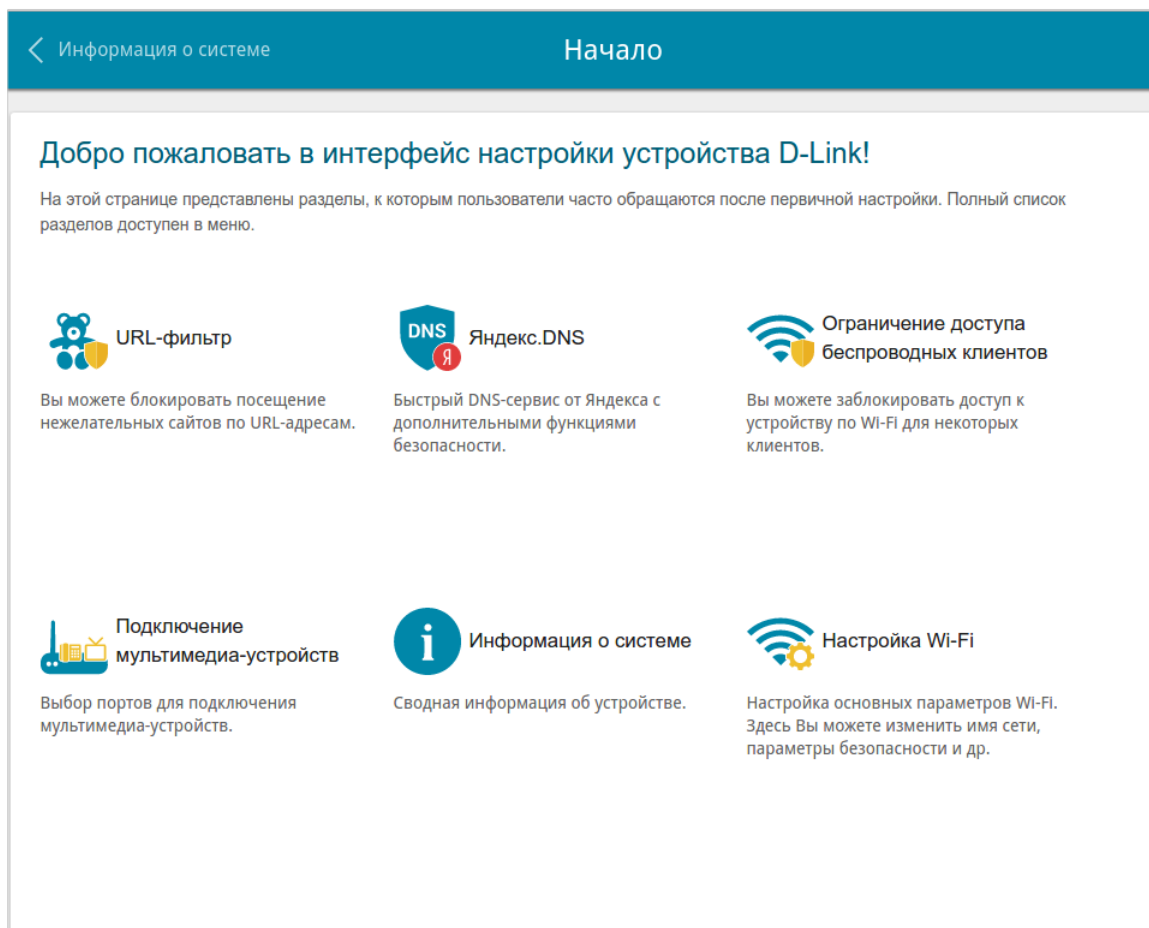 Информация о системе
Начало
Добро пожаловать в интерфейс настройки устройства D-Link!
На этой странице представлены разделы, к которым пользователи часто обращаются после первичной настройки. Полный список
разделов доступен в меню.
URL-фильтр
Вы можете блокировать посещение
нежелательных сайтов по URL-адресам.
DNS
Я
Яндекс.DNS
Быстрый DNS-сервис от Яндекса с
дополнительными функциями
безопасности.
Ограничение доступа
беспроводных клиентов
Вы можете заблокировать доступ к
устройству по Wi-Fi для некоторых
клиентов.
Подключение
мультимедиа-устройств
Выбор портов для подключения
мультимедиа-устройств.
i
Информация о системе
Сводная информация об устройстве.
Настройка Wi-Fi
Настройка основных параметров Wi-Fi.
Здесь Вы можете изменить имя сети,
параметры безопасности и др.